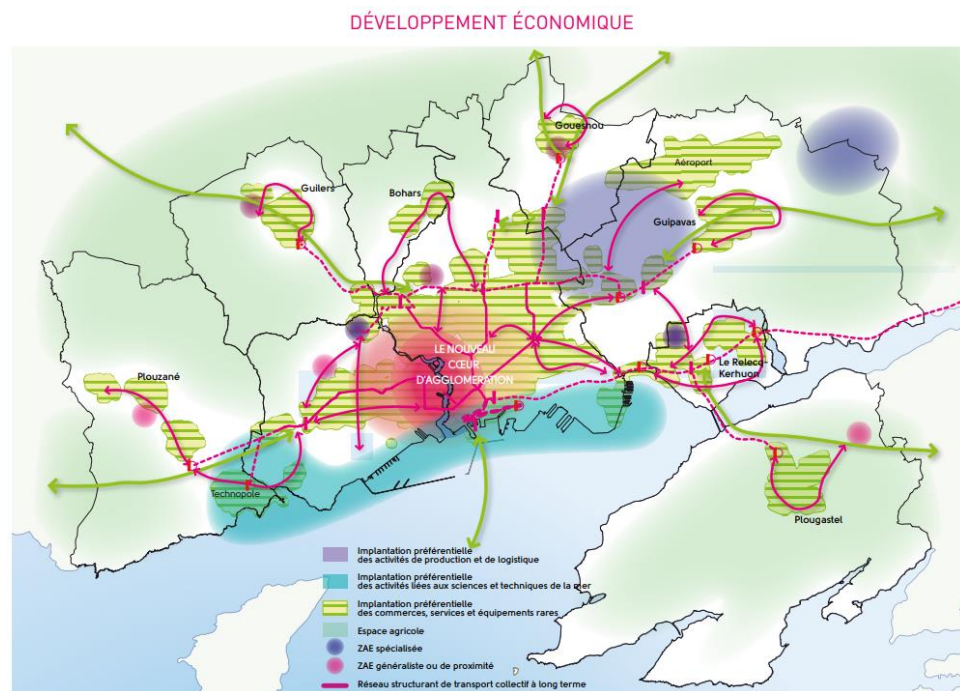 DÉVELOPPEMENT ÉCONOMIQUE
Gouesnou
Aéroport
Guilers
Bohars
Guipavas
LE NOUVEAU
CŒUR
D'AGGLOMÉRATION
Le Relecq-
Kerhuon
Plouzané
Technopole
Plougastel
Implantation préférentielle
des activités de production et de logistique
Implantation préférentielle
des activités liées aux sciences et techniques de la mer
Implantation préférentielle
des commerces, services et équipements rares
Espace agricole
ZAE spécialisée
ZAE généraliste ou de proximité
Réseau structurant de transport collectif à long terme